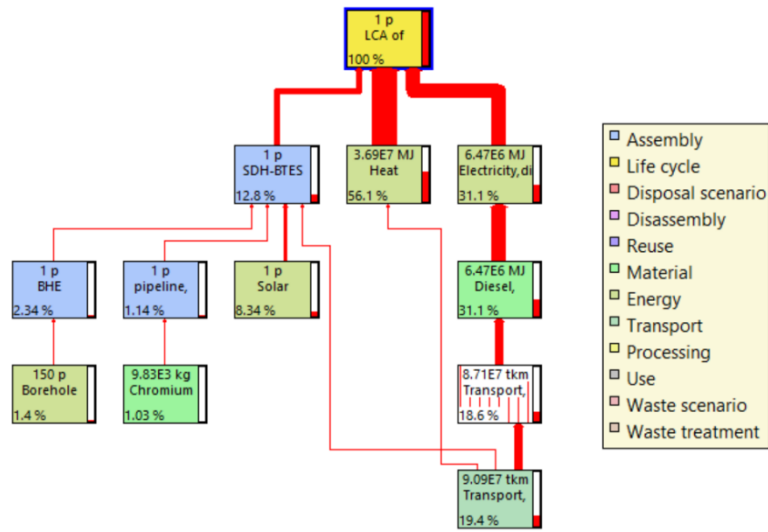 1 p
LCA of
100 %
1 p
SDH-BTES
12.8 %
3.69E7 MJ
Heat
56.1 %
6.47E6 MJ
Electricity,di
31.1 %
1 p
BHE
2.34 %
1 p
pipeline,
1.14 %
1 p
Solar
8.34 %
6.47E6 MJ
Diesel,
31.1 %
150 p
Borehole
1.4 %
9.83E3 kg
Chromium
1.03 %
8.71E7 tkm
Transport,
18.6 %
9.09E7 tkm
Transport,
19.4 %
Assembly
Life cycle
Disposal scenario
Disassembly
Reuse
Material
Energy
Transport
Processing
Use
Waste scenario
Waste treatment